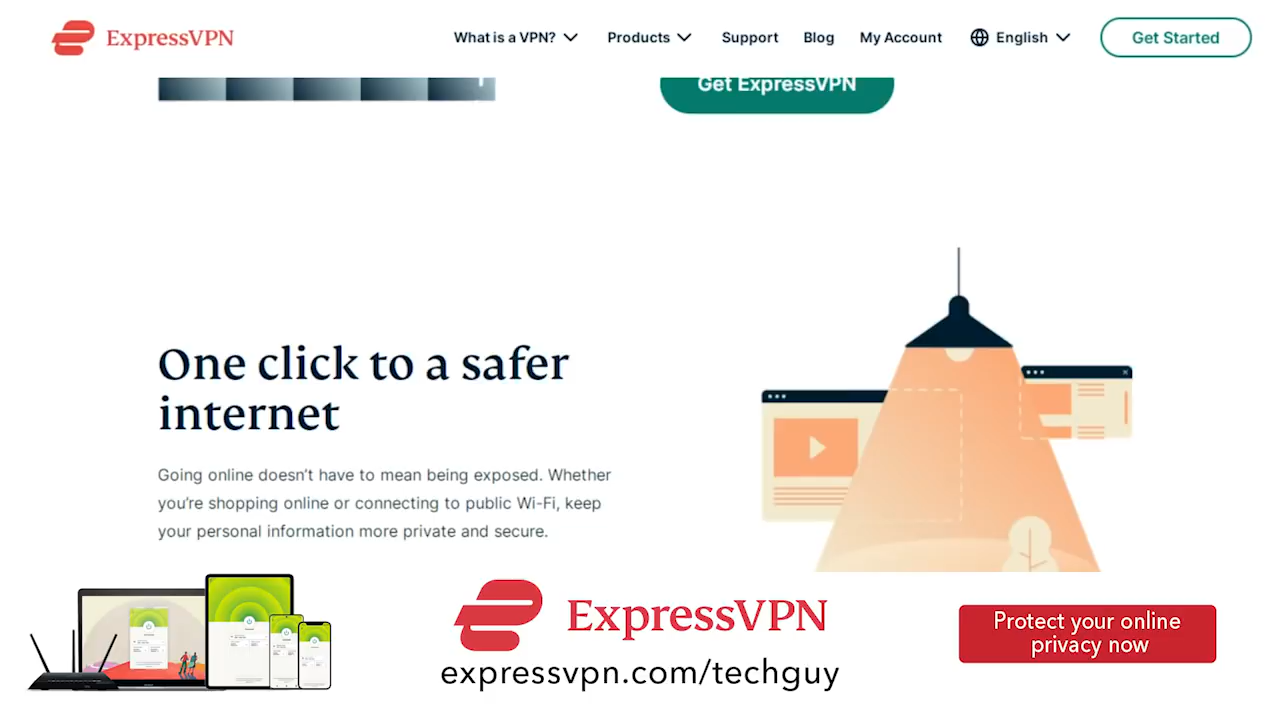 ExpressVPN
What is a VPN?
Products
Support
Blog
My Account
English
Get Started
Get ExpressVPN
One click to a safer
internet
Going online doesn’t have to mean being exposed. Whether
you’re shopping online or connecting to public Wi-Fi, keep
your personal information more private and secure.
ExpressVPN
expressvpn.com/techguy
Protect your online
privacy now